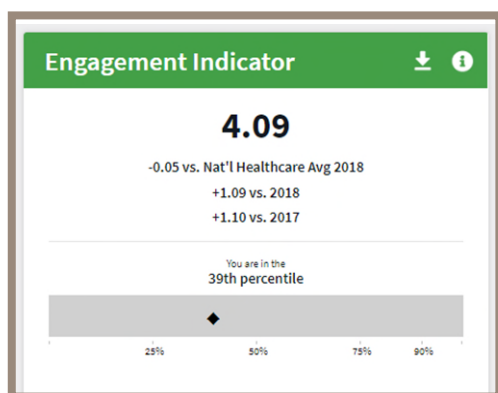 Engagement Indicator
4.09
-0.05 vs. Nat'l Healthcare Avg 2018
+1.09 vs. 2018
+1.10 vs. 2017
You are in the
39th percentile
25% 50% 75% 90%